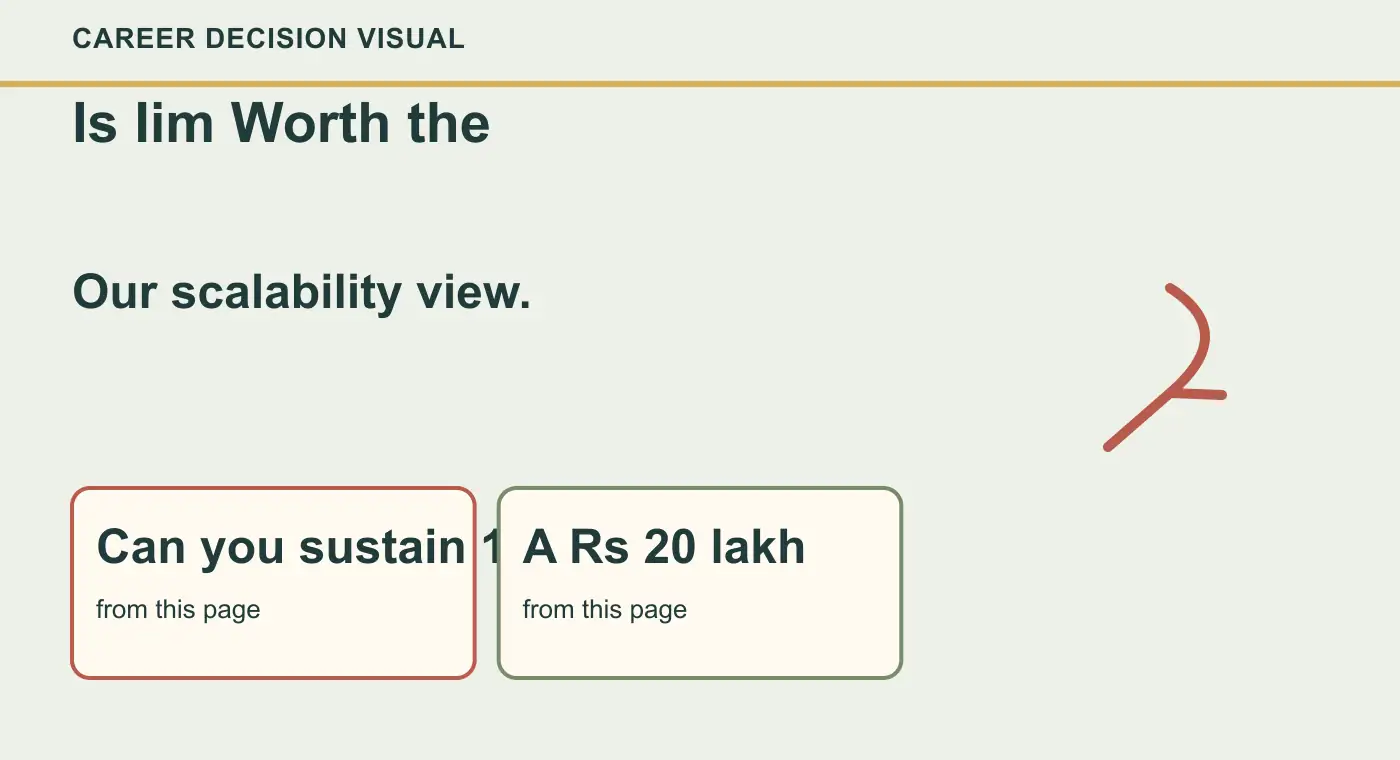 CAREER DECISION VISUAL
Is Iim Worth the
Our scalability view.
Can you sustain 1
from this page
A Rs 20 lakh
from this page